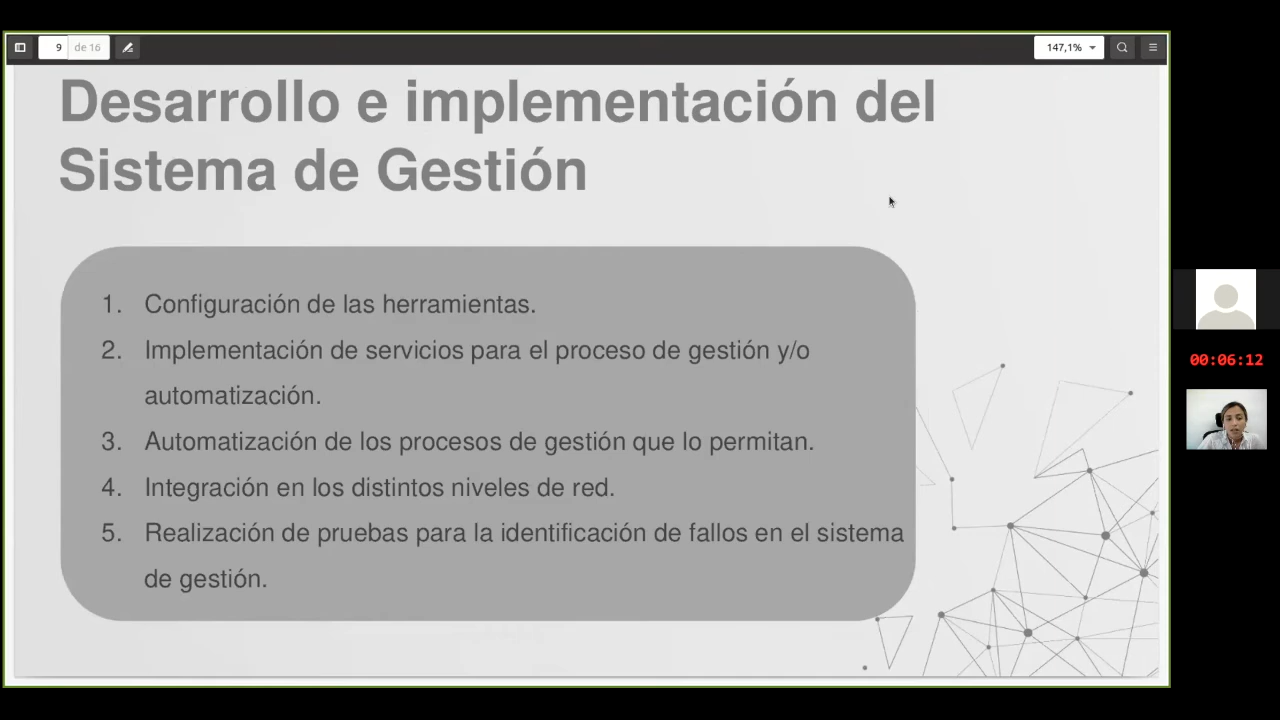 9 de 16
147,1%
Desarrollo e implementación del
Sistema de Gestión
1. Configuración de las herramientas.
2. Implementación de servicios para el proceso de gestión y/o
automatización.
3. Automatización de los procesos de gestión que lo permitan.
4. Integración en los distintos niveles de red.
5. Realización de pruebas para la identificación de fallos en el sistema
de gestión.
00:06:12